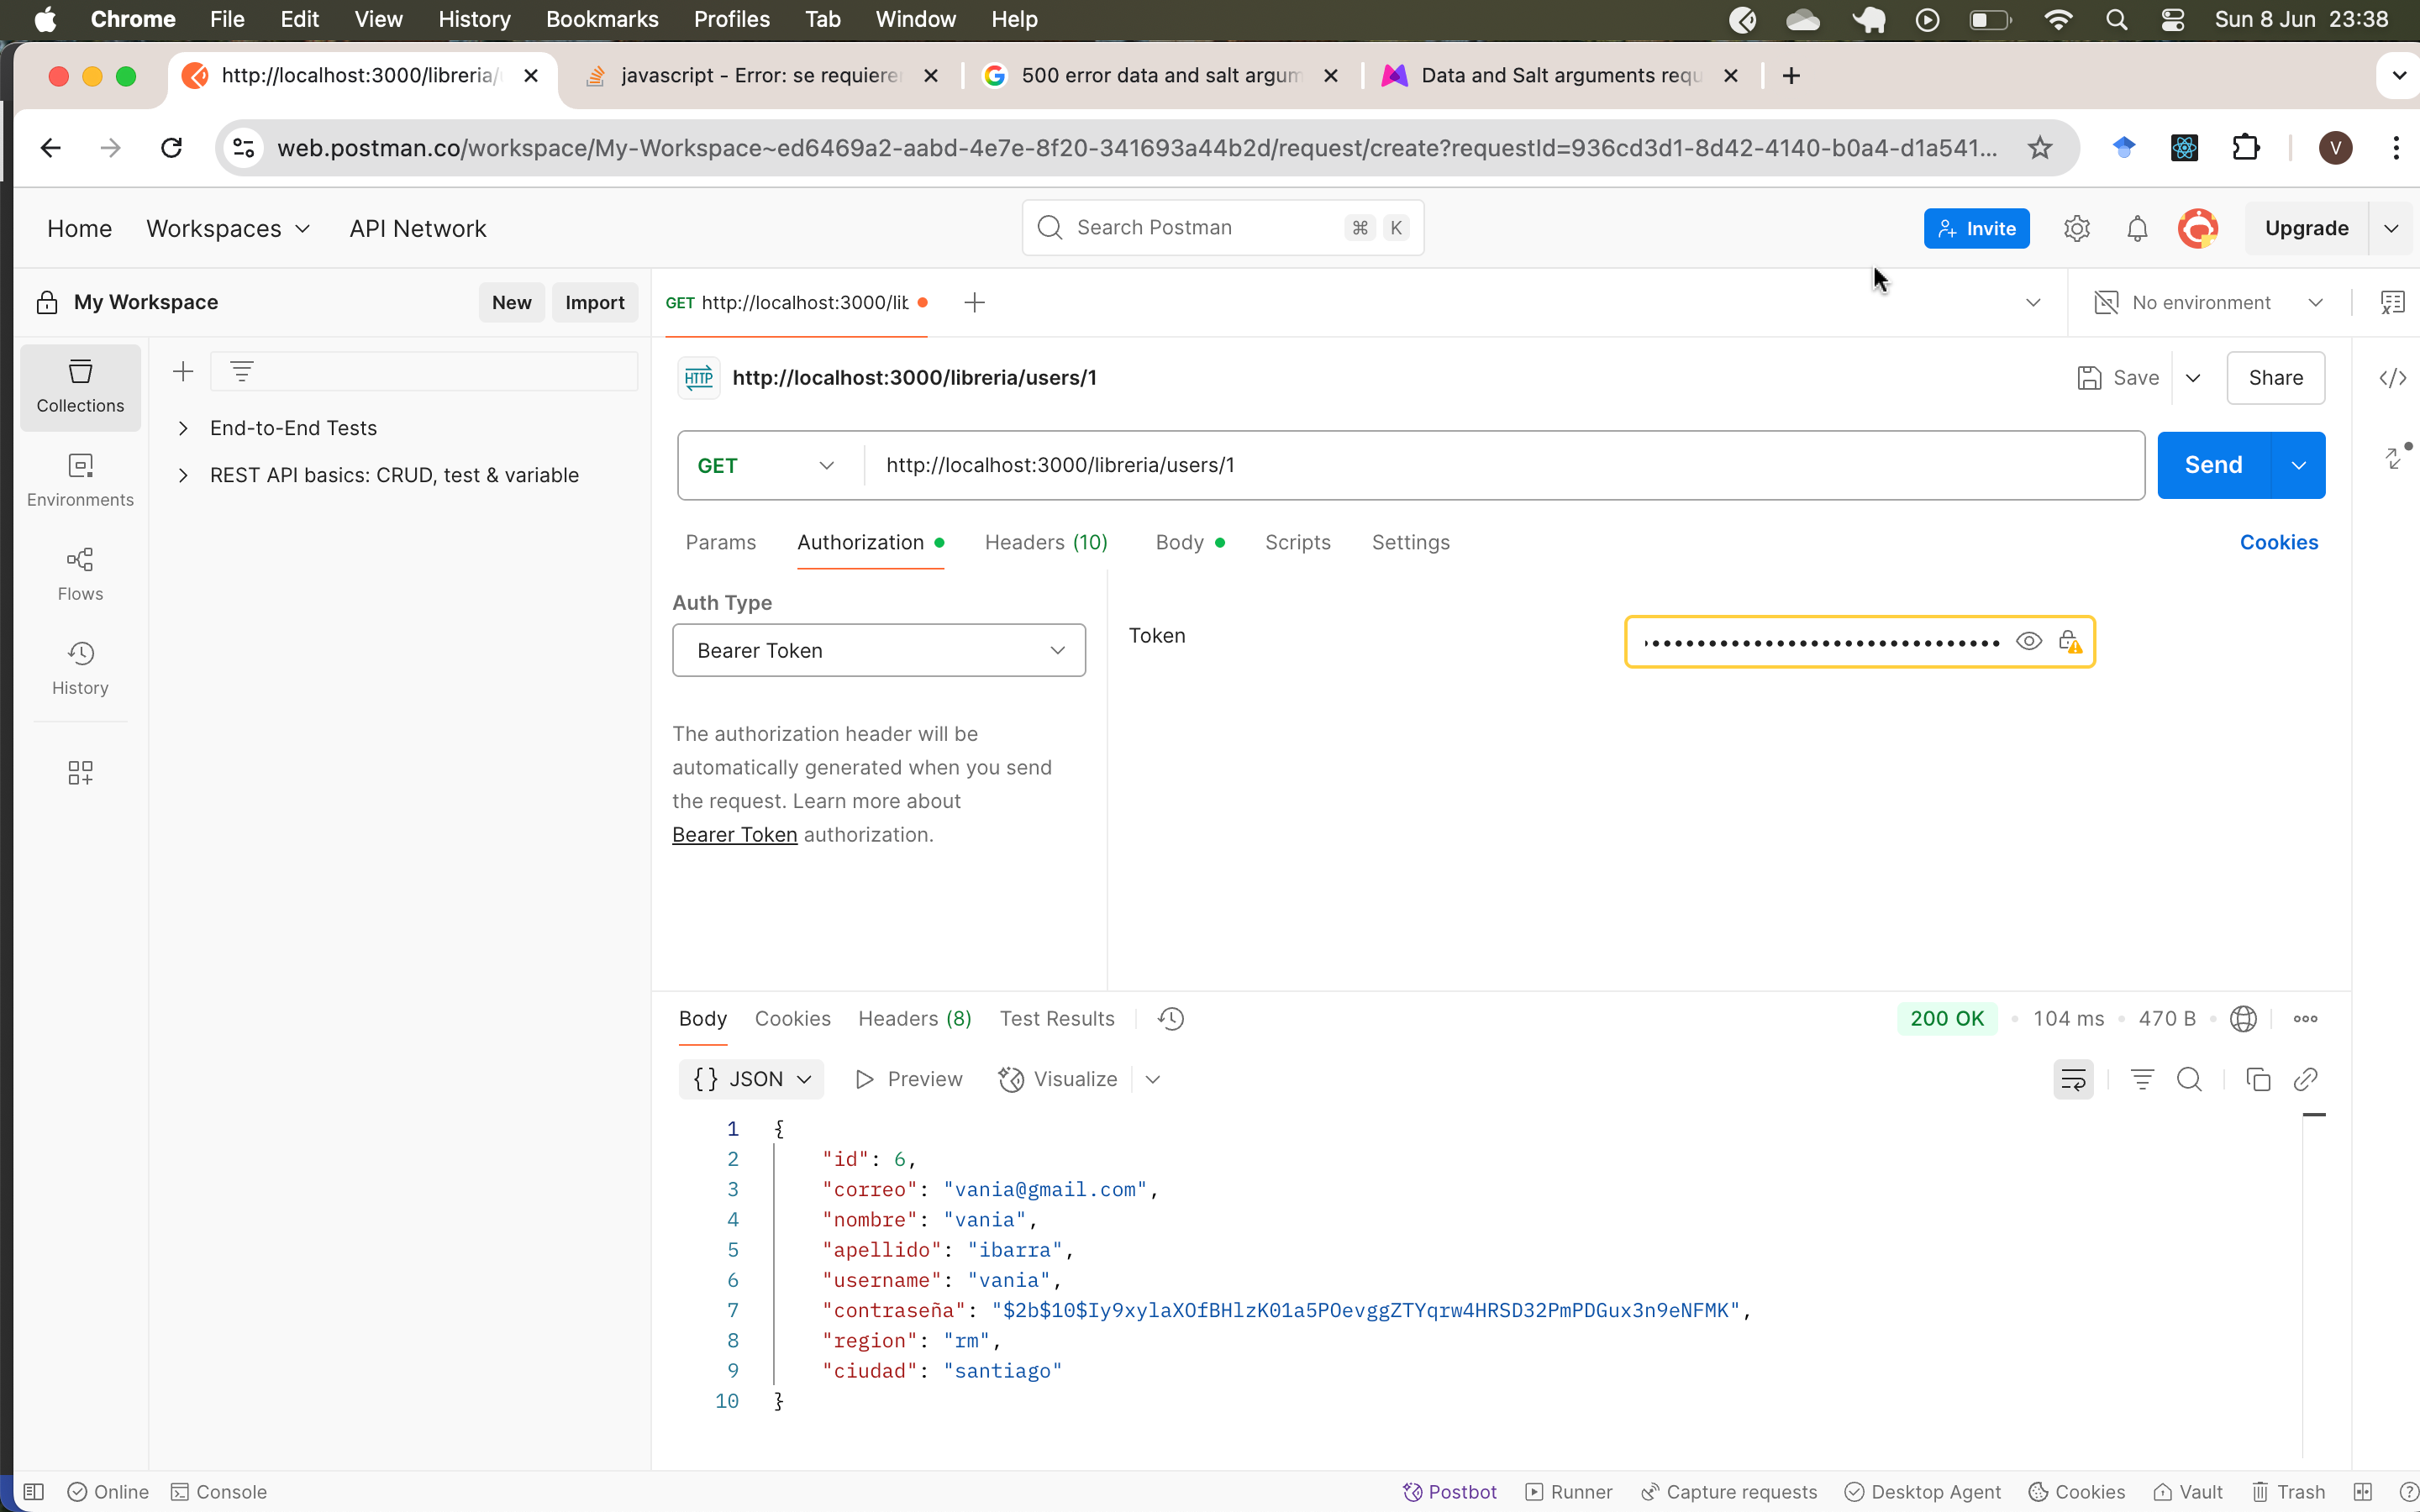 Chrome File Edit View History Bookmarks Profiles Tab Window Help Sun 8 Jun 23:38
http://localhost:3000/libreria/ javascript - Error: se requieren 500 error data and salt argum Data and Salt arguments requ
web.postman.co/workspace/My-Workspace~ed6469a2-aabd-4e7e-8f20-341693a44b2d/request/create?requestId=936cd3d1-8d42-4140-b0a4-d1a541... V
Home Workspaces API Network Search Postman ⌘ K Invite Upgrade
My Workspace New Import GET http://localhost:3000/lib No environment
HTTP http://localhost:3000/libreria/users/1 Save Share
Collections
End-to-End Tests
REST API basics: CRUD, test & variable
Environments
Flows
History
GET http://localhost:3000/libreria/users/1 Send
Params Authorization Headers (10) Body Scripts Settings Cookies
Auth Type
Bearer Token
Token
The authorization header will be
automatically generated when you send
the request. Learn more about
Bearer Token authorization.
Body Cookies Headers (8) Test Results 200 OK 104 ms 470 B
{} JSON Preview Visualize
1 {
2 "id": 6,
3 "correo": "vania@gmail.com",
4 "nombre": "vania",
5 "apellido": "ibarra",
6 "username": "vania",
7 "contraseña": "$2b$10$Iy9xylaXOfBHlzK01a5POevggZTYqrw4HRSD32PmPDGux3n9eNFMK",
8 "region": "rm",
9 "ciudad": "santiago"
10 }
Online Console Postbot Runner Capture requests Desktop Agent Cookies Vault Trash